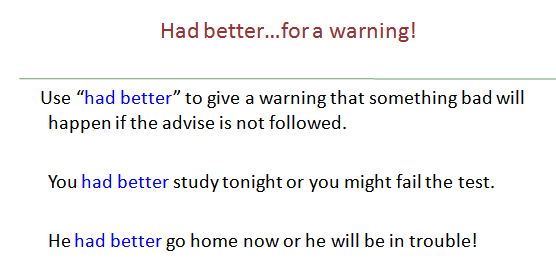 Had better...for a warning!
Use “had better” to give a warning that something bad will
happen if the advise is not followed.
You had better study tonight or you might fail the test.
He had better go home now or he will be in trouble!